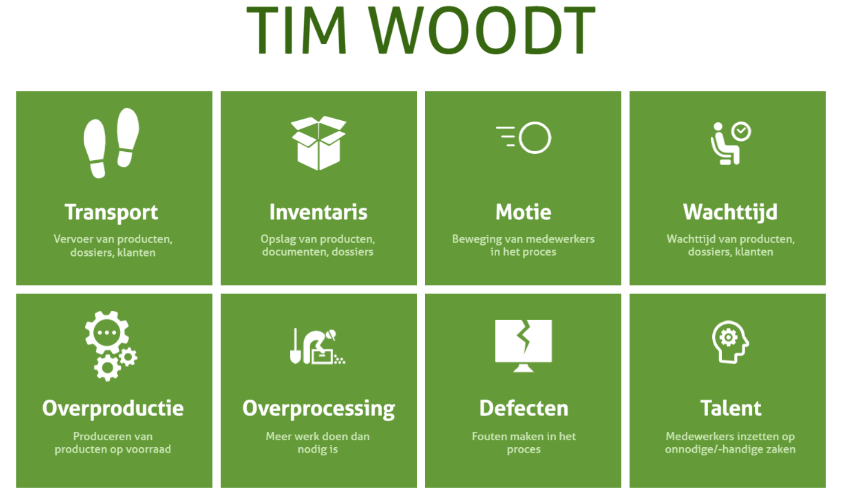 TIM WOODT
Transport
Vervoer van producten,
dossiers, klanten
Inventaris
Opslag van producten,
documenten, dossiers
Motie
Beweging van medewerkers
in het proces
Wachttijd
Wachttijd van producten,
dossiers, klanten
Overproductie
Produceren van
producten op voorraad
Overprocessing
Meer werk doen dan
nodig is
Defecten
Fouten maken in het
proces
Talent
Medewerkers inzetten op
onnodige/-handige zaken